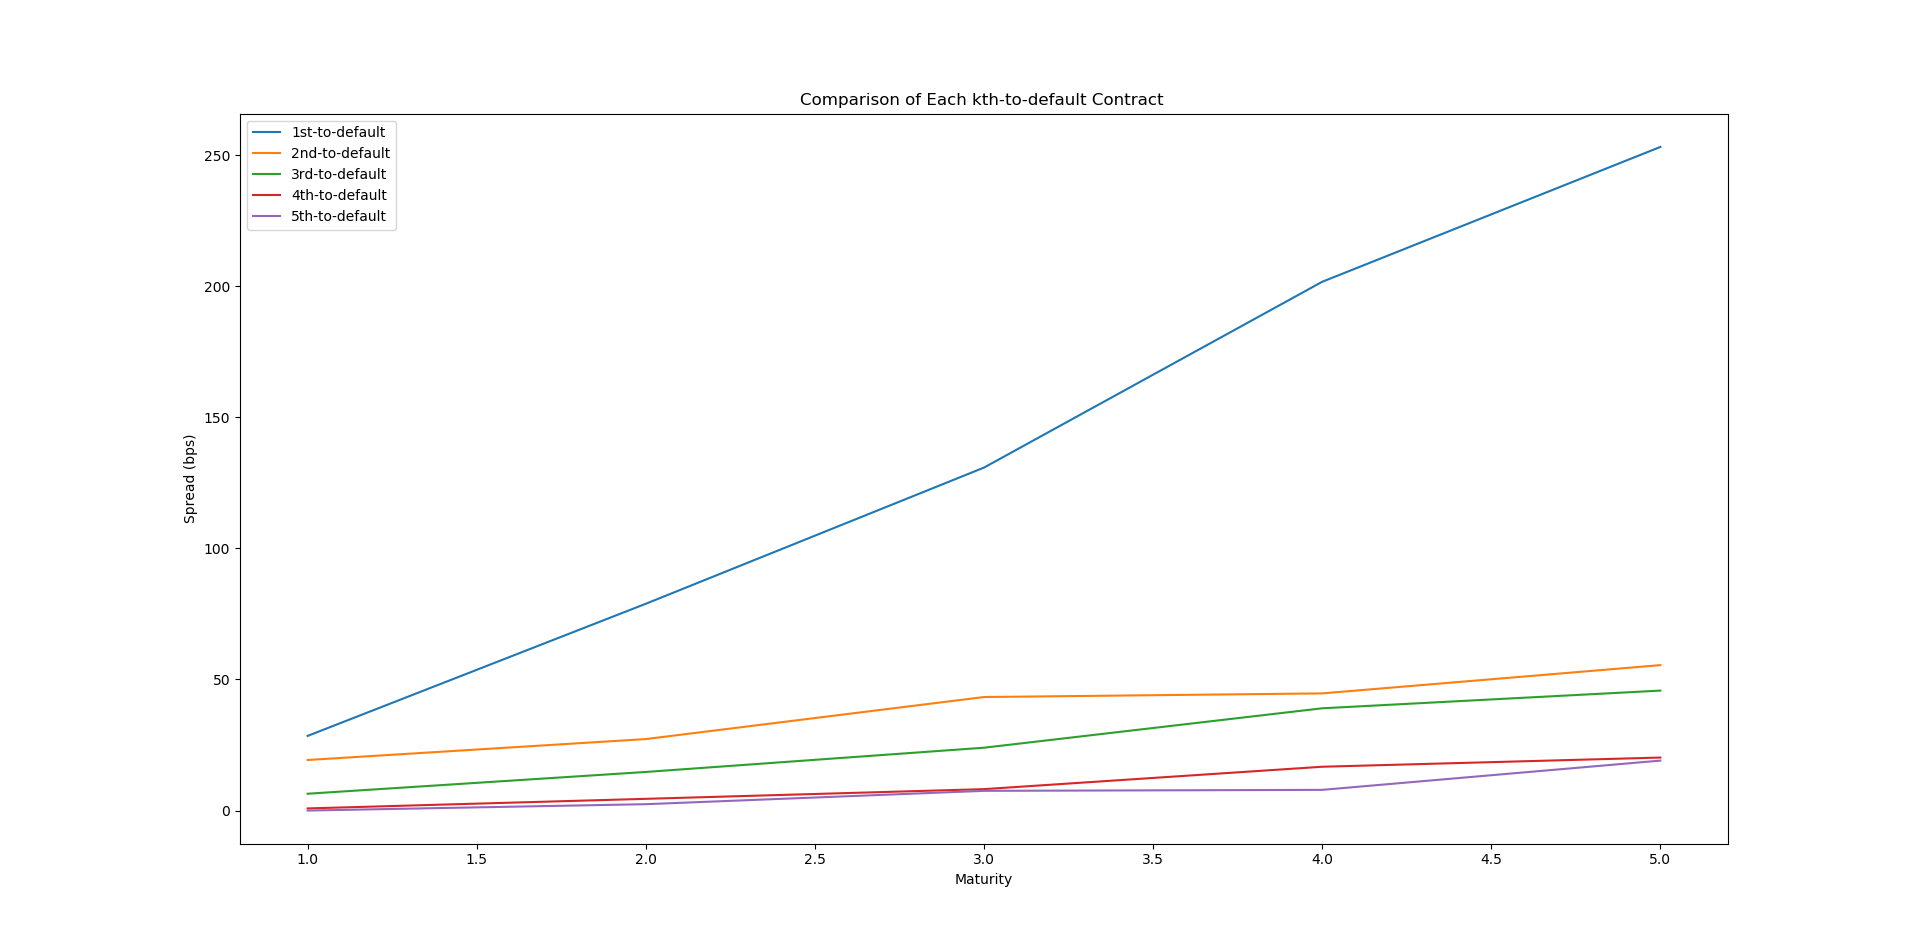 Comparison of Each kth-to-default Contract
1st-to-default
2nd-to-default
3rd-to-default
4th-to-default
5th-to-default
250
200
150
100
50
0
Spread (bps)
1.0 1.5 2.0 2.5 3.0 3.5 4.0 4.5 5.0
Maturity